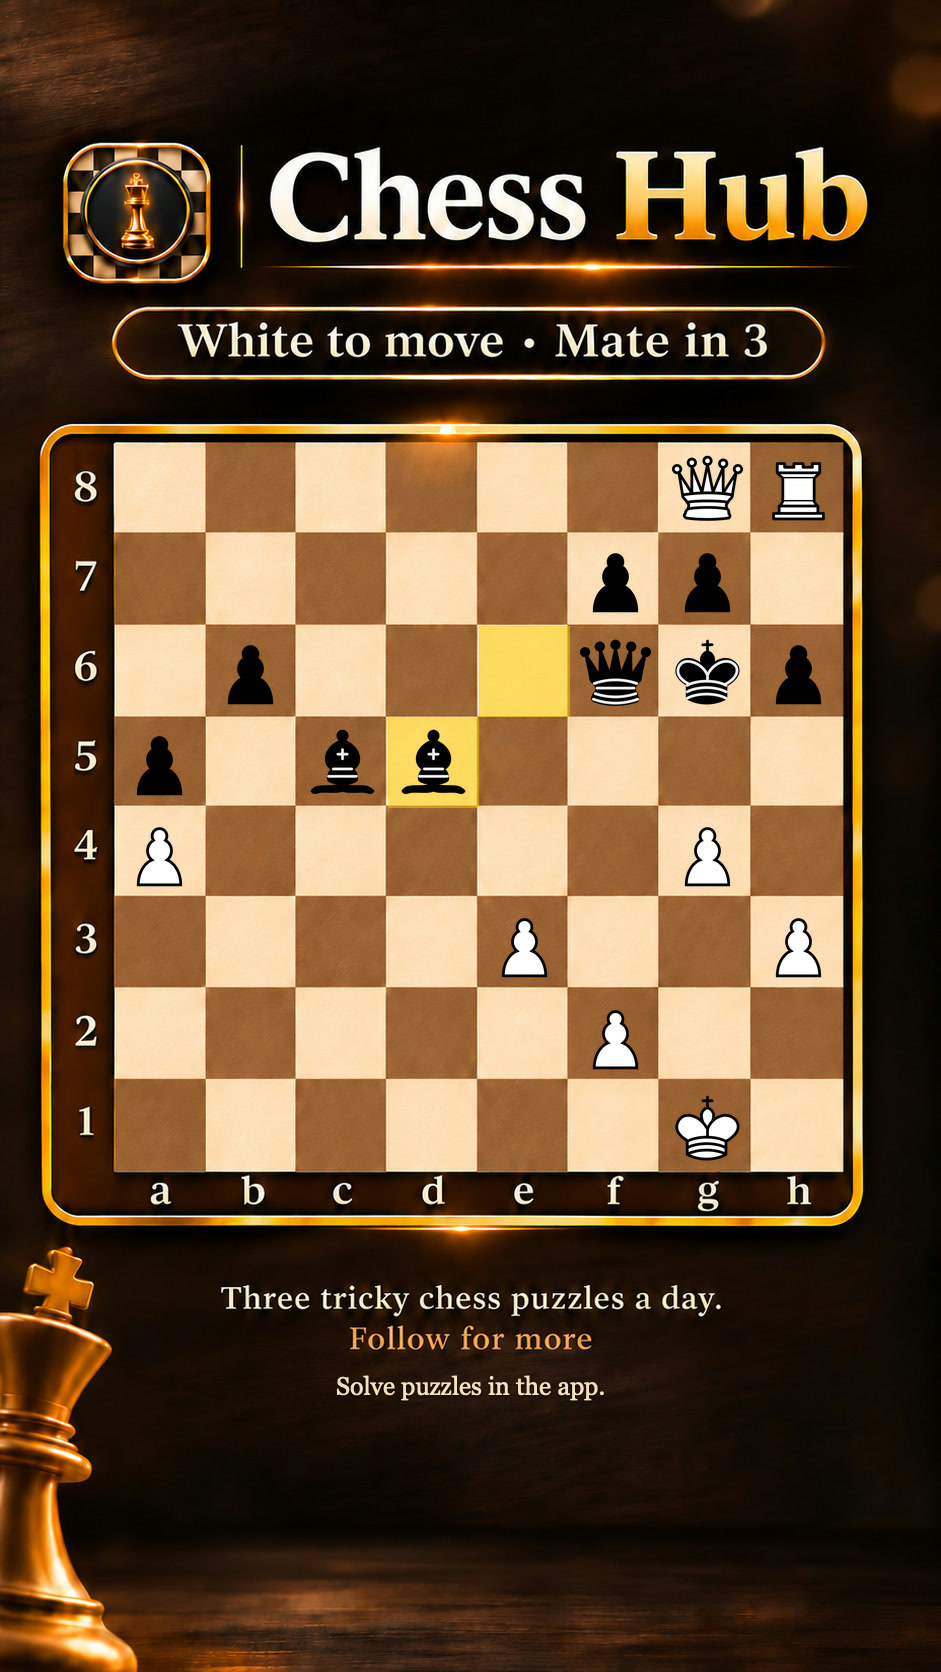 Chess Hub
White to move • Mate in 3
8
7
6
5
4
3
2
1
a b c d e f g h
Three tricky chess puzzles a day.
Follow for more
Solve puzzles in the app.